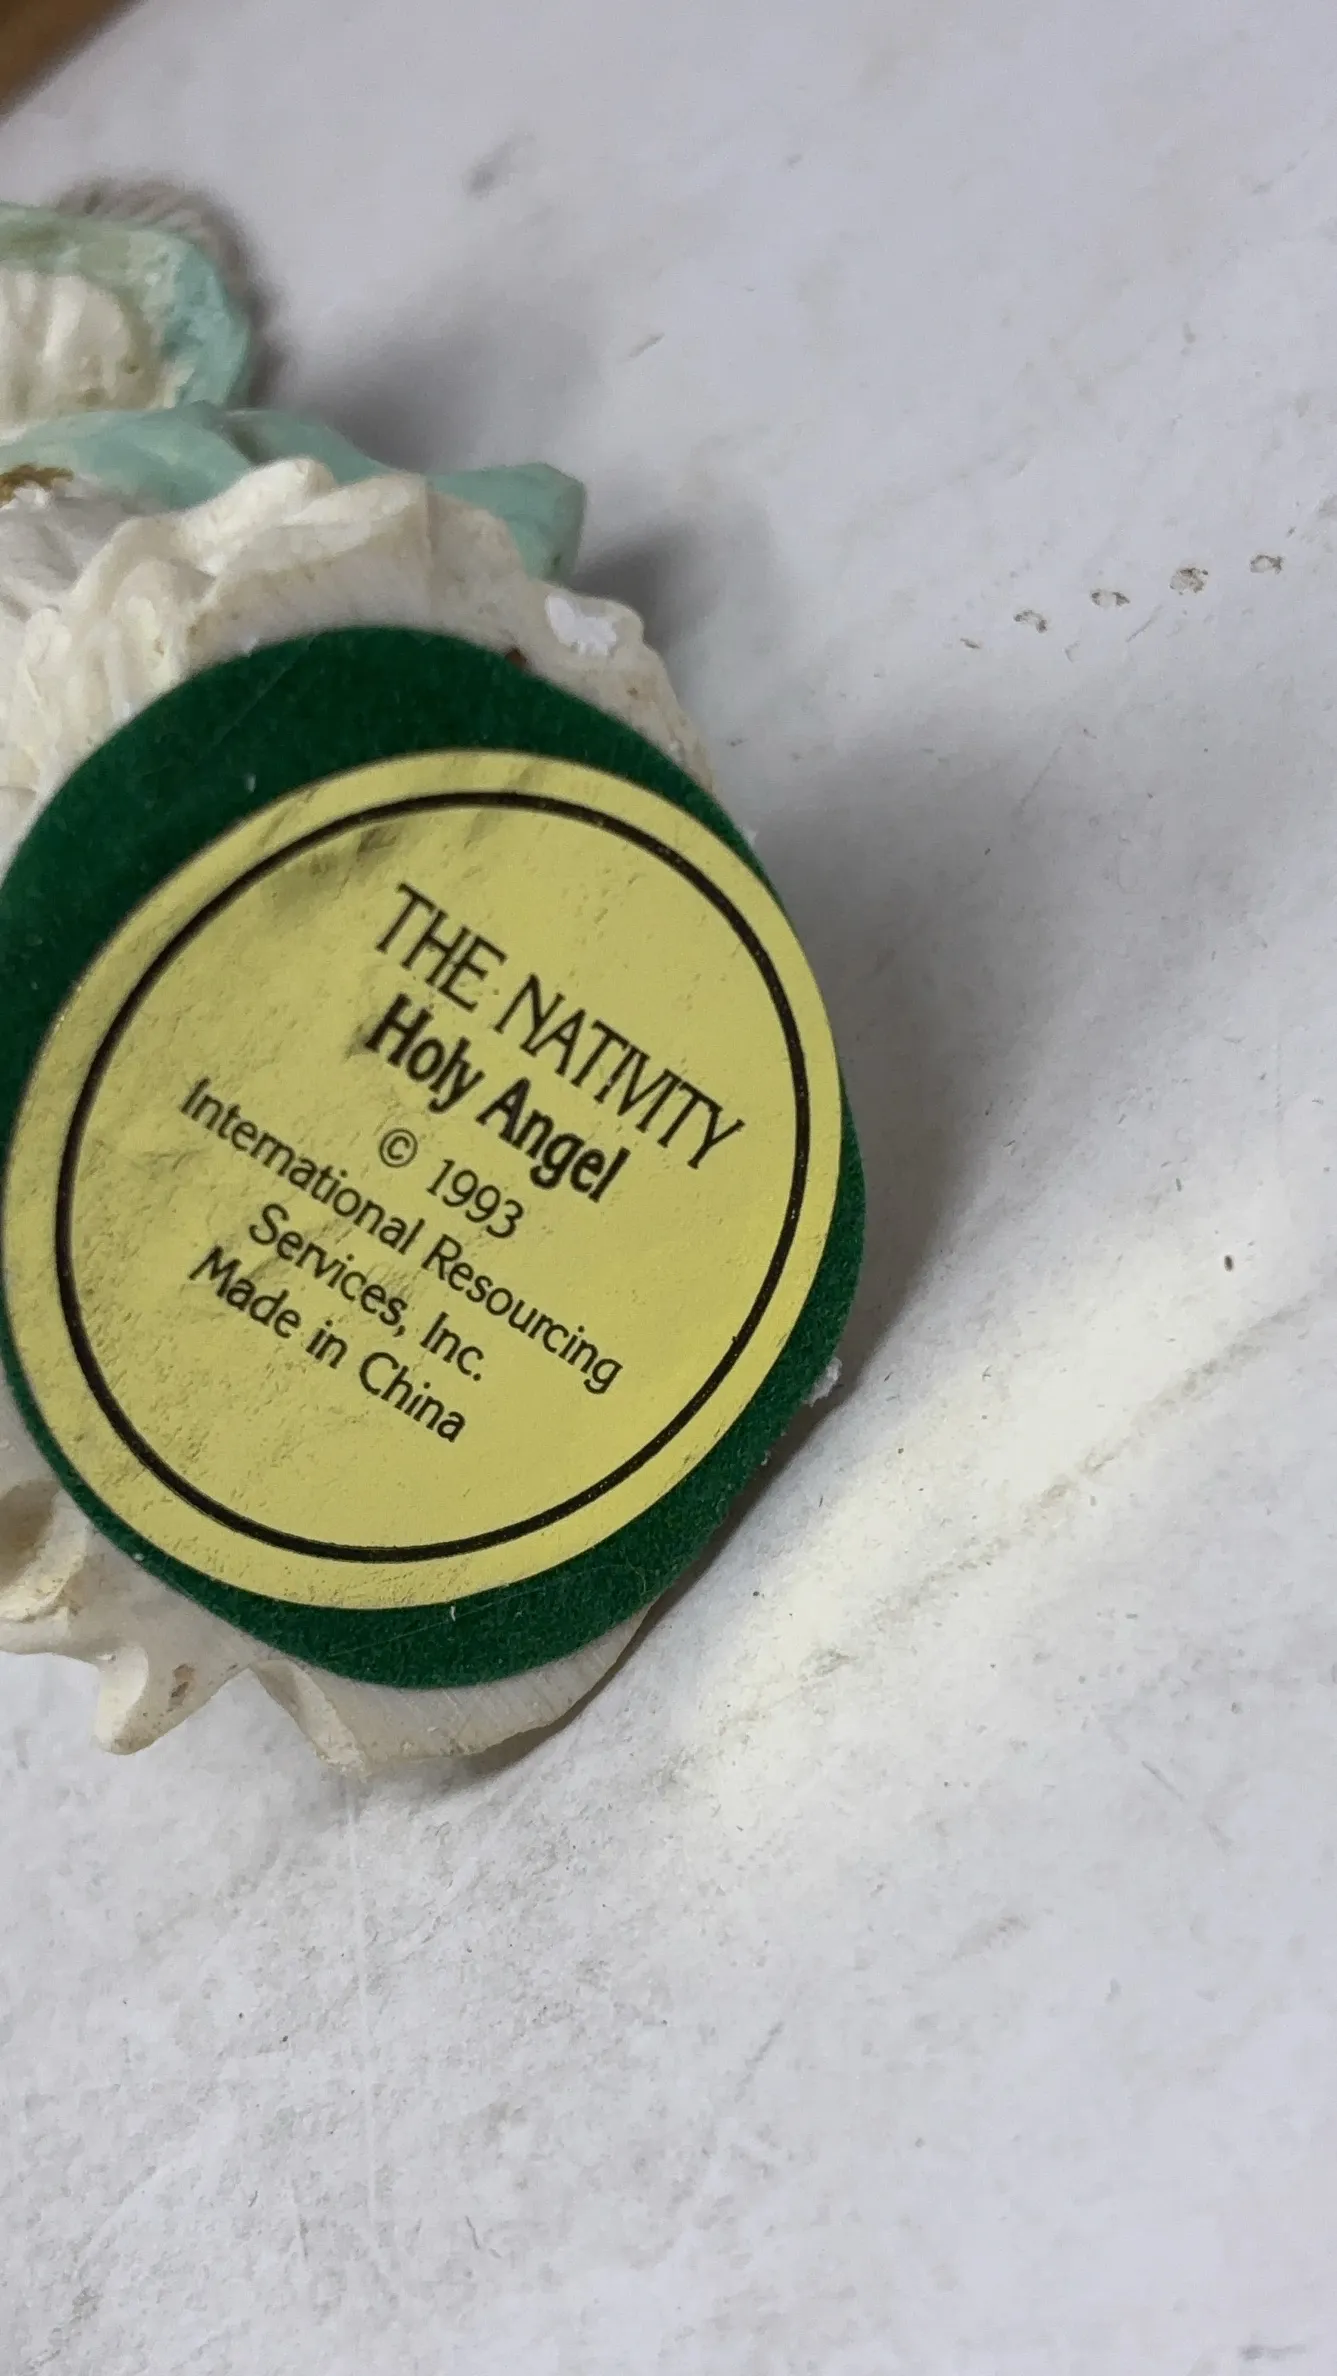 THE NATIVITY
Holy Angel
© 1993
International Resourcing
Services, Inc.
Made in China